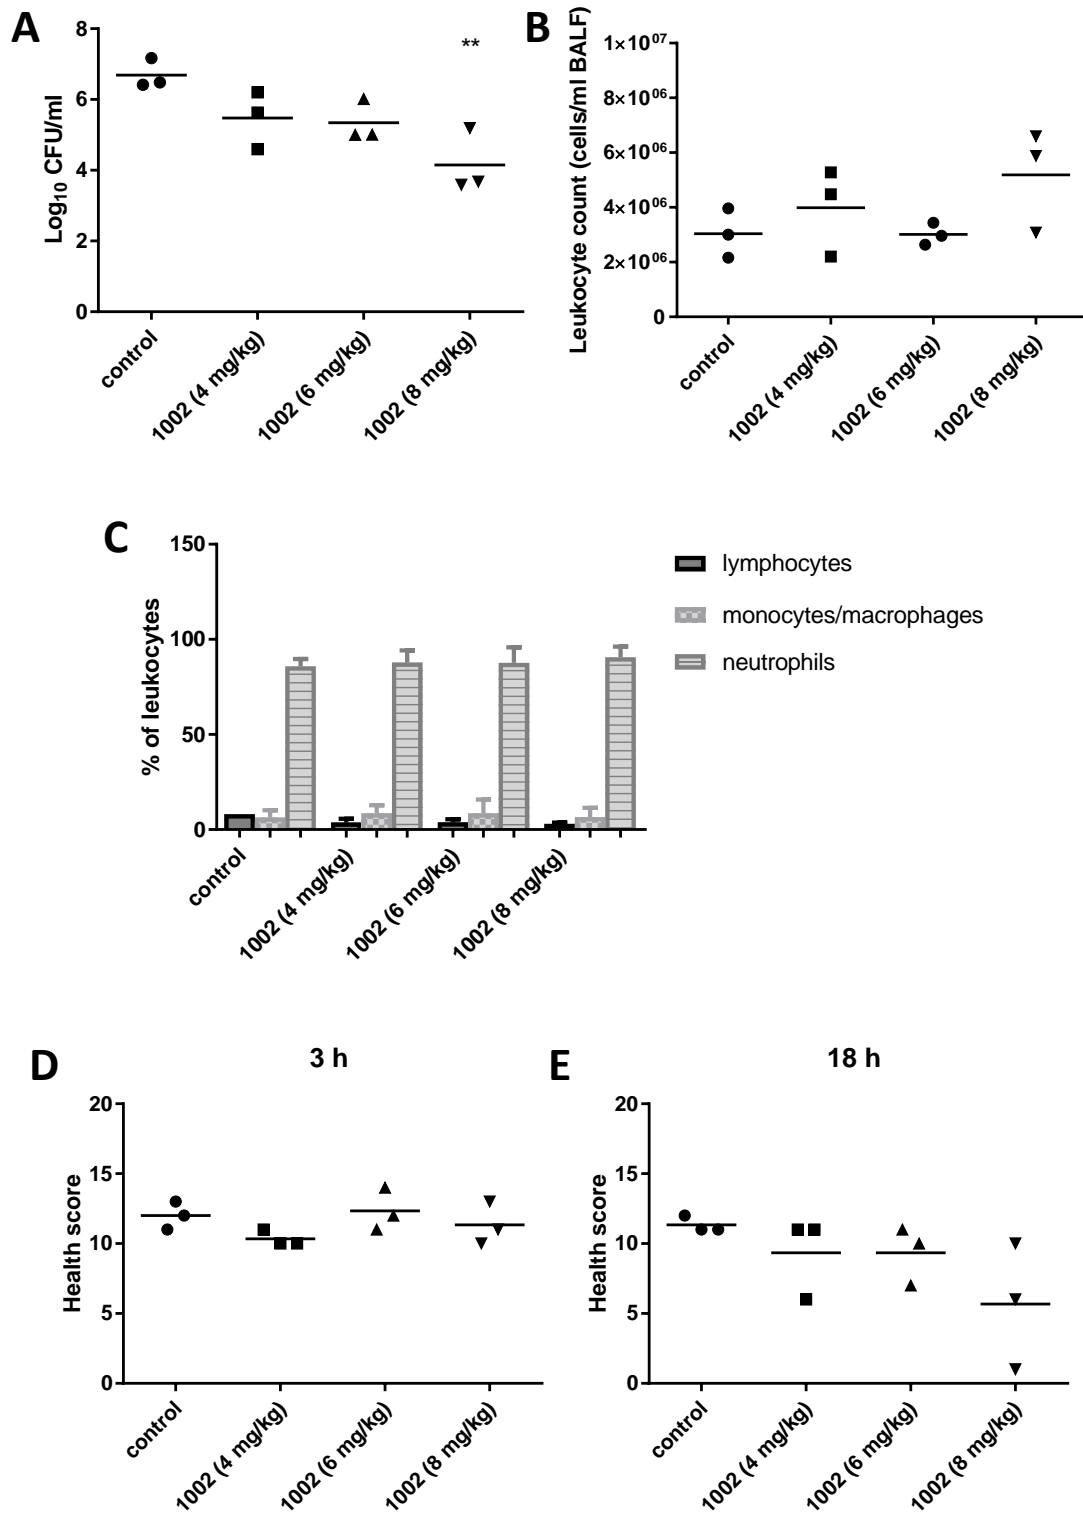 A
Log10 CFU/ml
8
6
4
2
0
**
control
1002 (4 mg/kg)
1002 (6 mg/kg)
1002 (8 mg/kg)
B
Leukocyte count (cells/ml BALF)
1×10^07
8×10^06
6×10^06
4×10^06
2×10^06
0
control
1002 (4 mg/kg)
1002 (6 mg/kg)
1002 (8 mg/kg)
C
% of leukocytes
150
100
50
0
control
1002 (4 mg/kg)
1002 (6 mg/kg)
1002 (8 mg/kg)
lymphocytes
monocytes/macrophages
neutrophils
D
3 h
Health score
20
15
10
5
0
control
1002 (4 mg/kg)
1002 (6 mg/kg)
1002 (8 mg/kg)
E
18 h
Health score
20
15
10
5
0
control
1002 (4 mg/kg)
1002 (6 mg/kg)
1002 (8 mg/kg)